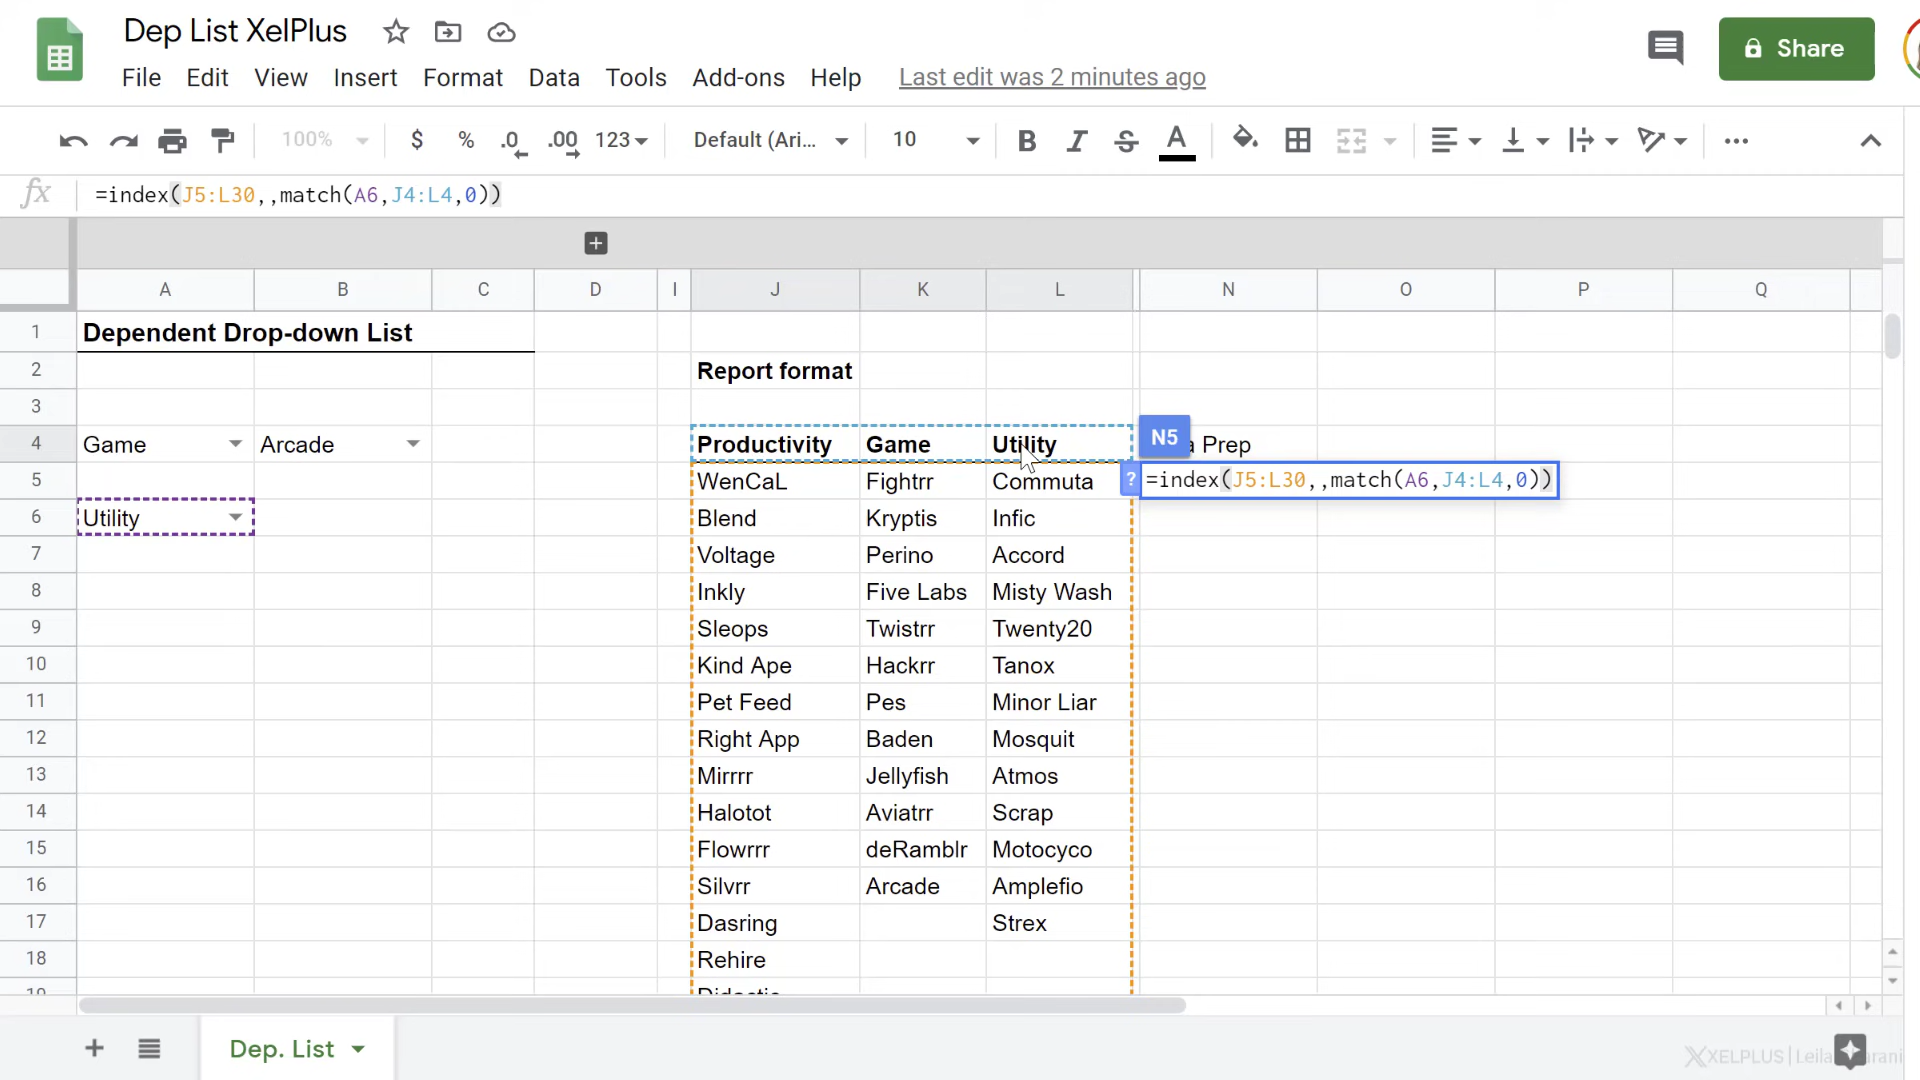 Dep List XelPlus
File Edit View Insert Format Data Tools Add-ons Help Last edit was 2 minutes ago
Share
100% $ % .0 .00 123 Default (Ari... 10 B I S A
fx =index(J5:L30,,match(A6,J4:L4,0))
A B C D I J K L N O P Q
1 Dependent Drop-down List
2 Report format
3
4 Game Arcade Productivity Game Utility N5 Prep
5 WenCaL Fightrr Commuta ? =index(J5:L30,,match(A6,J4:L4,0))
6 Utility Blend Kryptis Infic
7 Voltage Perino Accord
8 Inkly Five Labs Misty Wash
9 Sleops Twistrr Twenty20
10 Kind Ape Hackrr Tanox
11 Pet Feed Pes Minor Liar
12 Right App Baden Mosquit
13 Mirrrr Jellyfish Atmos
14 Halotot Aviatrr Scrap
15 Flowrrr deRamblr Motocyco
16 Silvrr Arcade Amplefio
17 Dasring Strex
18 Rehire
19
Dep. List
XELPLUS